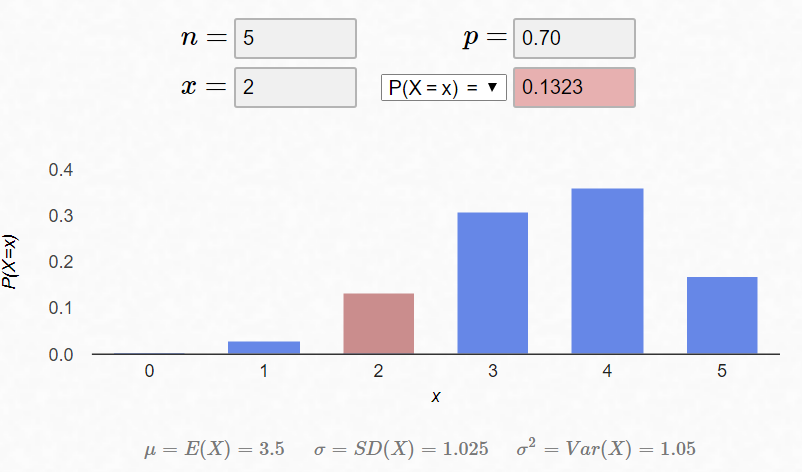 n = 5 p = 0.70
x = 2 P(X = x) = ▼ 0.1323
0.4
0.3
0.2
0.1
0.0
P(X=x)
0 1 2 3 4 5
x
μ = E(X) = 3.5 σ = SD(X) = 1.025 σ² = Var(X) = 1.05